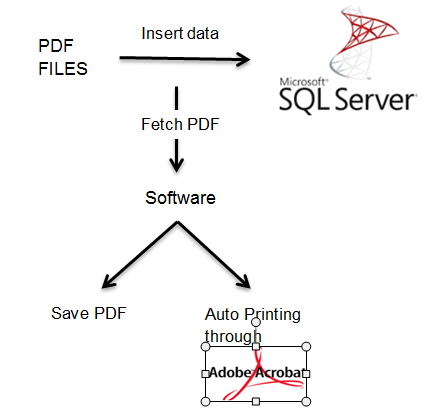 Insert data
PDF
FILES
Microsoft®
SQL Server®
Fetch PDF
Software
Save PDF
Auto Printing
through
Adobe Acrobat